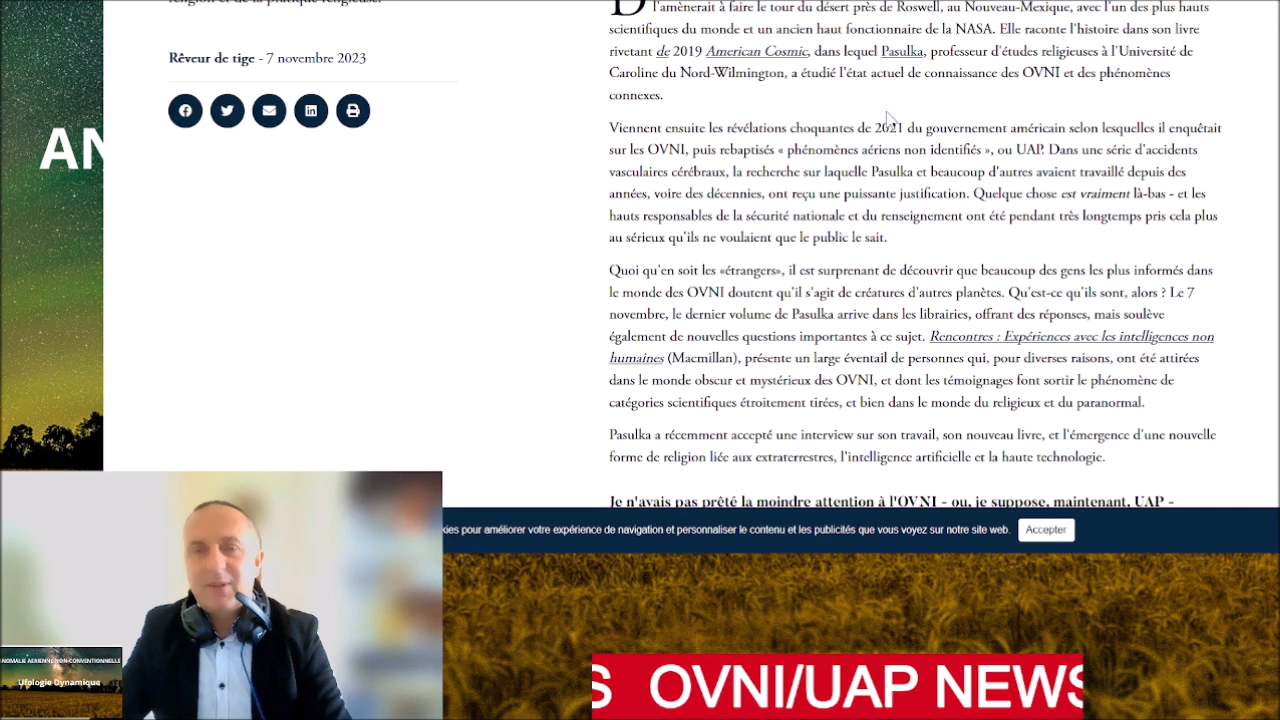 religion et de la pratique religieuse.
Rêveur de tige - 7 novembre 2023
AN
D
l'amènerait à faire le tour du désert près de Roswell, au Nouveau-Mexique, avec l'un des plus hauts
scientifiques du monde et un ancien haut fonctionnaire de la NASA. Elle raconte l'histoire dans son livre
rivetant de 2019 American Cosmic, dans lequel Pasulka, professeur d'études religieuses à l'Université de
Caroline du Nord-Wilmington, a étudié l'état actuel de connaissance des OVNI et des phénomènes
connexes.
Viennent ensuite les révélations choquantes de 2021 du gouvernement américain selon lesquelles il enquêtait
sur les OVNI, puis rebaptisés « phénomènes aériens non identifiés », ou UAP. Dans une série d'accidents
vasculaires cérébraux, la recherche sur laquelle Pasulka et beaucoup d'autres avaient travaillé depuis des
années, voire des décennies, ont reçu une puissante justification. Quelque chose est vraiment là-bas - et les
hauts responsables de la sécurité nationale et du renseignement ont été pendant très longtemps pris cela plus
au sérieux qu'ils ne voulaient que le public le sait.
Quoi qu'en soit les «étrangers», il est surprenant de découvrir que beaucoup des gens les plus informés dans
le monde des OVNI doutent qu'il s'agit de créatures d'autres planètes. Qu'est-ce qu'ils sont, alors ? Le 7
novembre, le dernier volume de Pasulka arrive dans les librairies, offrant des réponses, mais soulève
également de nouvelles questions importantes à ce sujet. Rencontres : Expériences avec les intelligences non
humaines (Macmillan), présente un large éventail de personnes qui, pour diverses raisons, ont été attirées
dans le monde obscur et mystérieux des OVNI, et dont les témoignages font sortir le phénomène de
catégories scientifiques étroitement tirées, et bien dans le monde du religieux et du paranormal.
Pasulka a récemment accepté une interview sur son travail, son nouveau livre, et l'émergence d'une nouvelle
forme de religion liée aux extraterrestres, l'intelligence artificielle et la haute technologie.
Je n'avais pas prêté la moindre attention à l'OVNI - ou, je suppose, maintenant, UAP -
kies pour améliorer votre expérience de navigation et personnaliser le contenu et les publicités que vous voyez sur notre site web.
Accepter
NOMALIE AERIENNE NON-CONVENTIONNELLE
Ufologie Dynamique
S OVNI/UAP NEWS